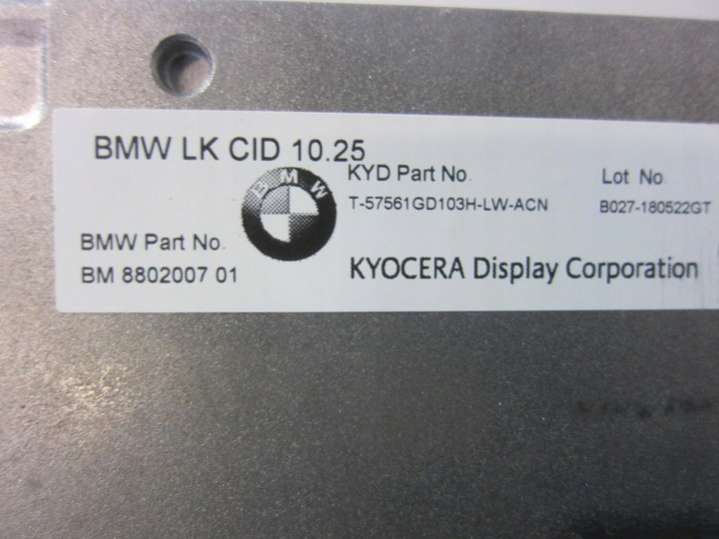 BMW LK CID 10.25
KYD Part No.
T-57561GD103H-LW-ACN
Lot No.
B027-180522GT
BMW
BMW Part No.
BM 8802007 01
KYOCERA Display Corporation